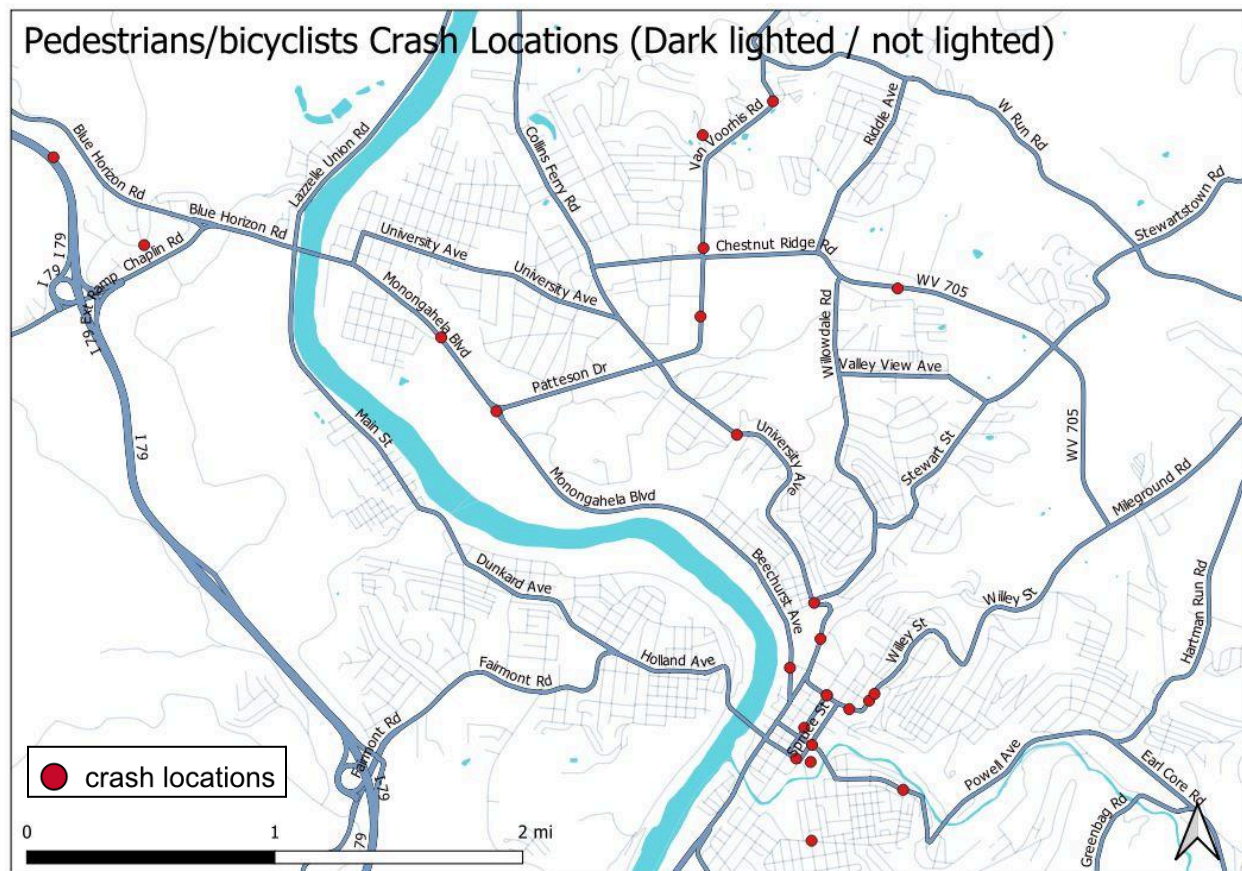 Pedestrians/bicyclists Crash Locations (Dark lighted / not lighted)
Blue Horizon Rd
Lazzelle Union Rd
Collins Ferry Rd
Van Voorhis Rd
Riddle Ave
W Run Rd
Stewartstown Rd
Blue Horizon Rd
I 79
I 79
I 79 Ext Ramp
Chaplin Rd
University Ave
University Ave
Chestnut Ridge Rd
WV 705
Monongahela Blvd
Willowdale Rd
Valley View Ave
Patteson Dr
Main St
I 79
University Ave
Stewart St
WV 705
Mileground Rd
Monongahela Blvd
Beechurst Ave
Dunkard Ave
Willey St
Willey St
Hartman Run Rd
Holland Ave
Fairmont Rd
Spruce St
Fairmont Rd
Powell Ave
Earl Core Rd
Greenbag Rd
I 79
79
crash locations
0 1 2 mi